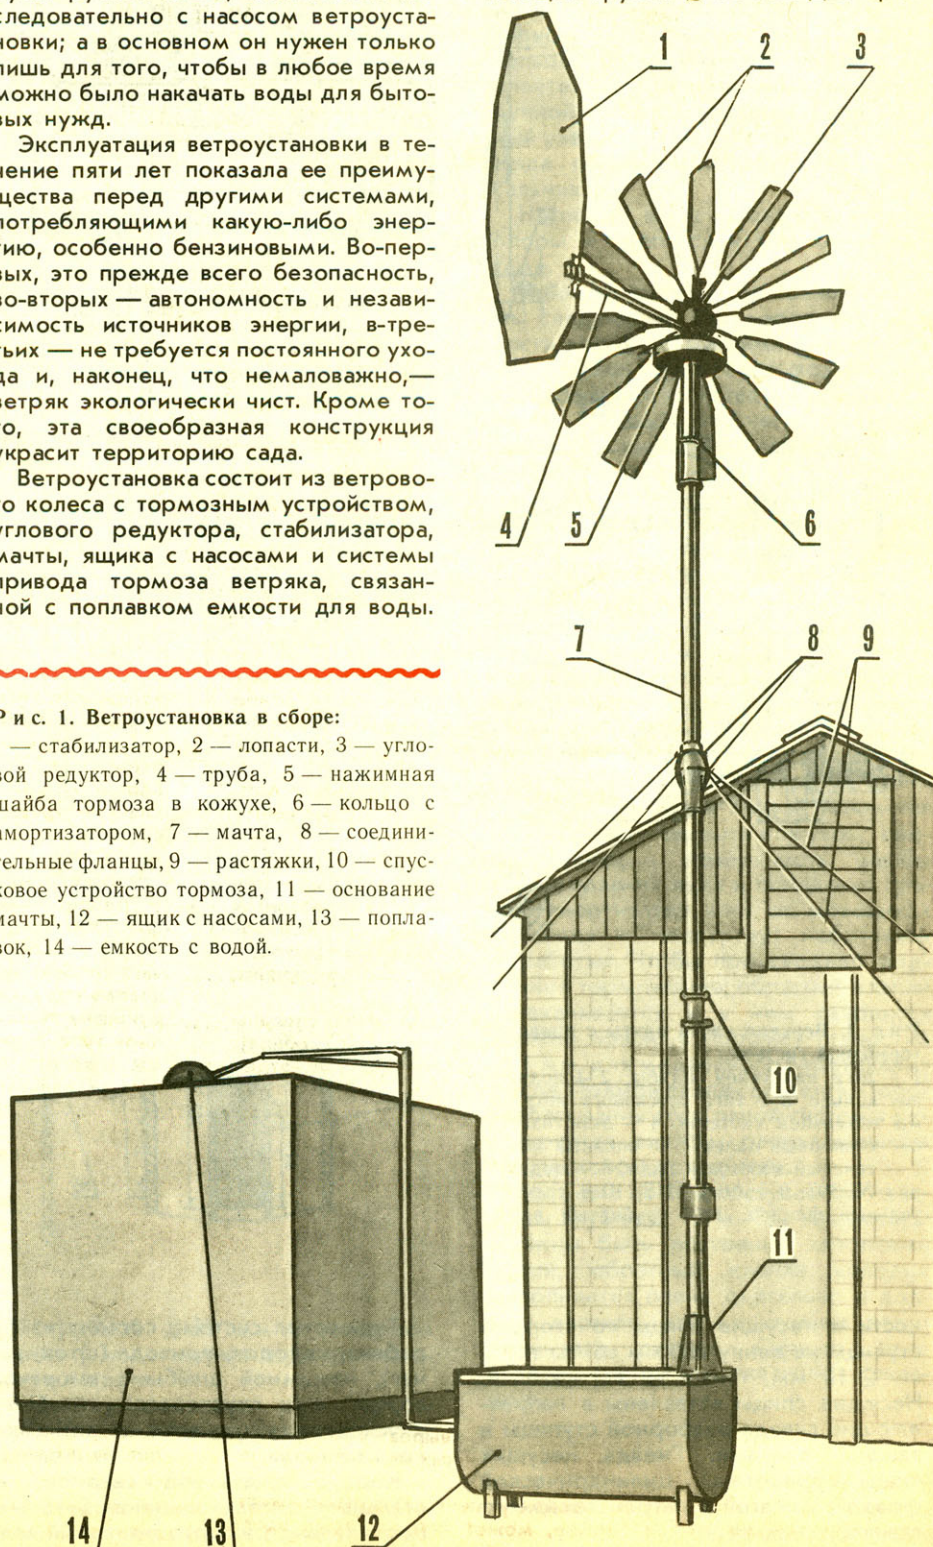 следовательно с насосом ветроуста-
новки; а в основном он нужен только
лишь для того, чтобы в любое время
можно было накачать воды для быто-
вых нужд.
Эксплуатация ветроустановки в те-
чение пяти лет показала ее преиму-
щества перед другими системами,
потребляющими какую-либо энер-
гию, особенно бензиновыми. Во-пер-
вых, это прежде всего безопасность,
во-вторых — автономность и незави-
симость источников энергии, в-тре-
тьих — не требуется постоянного ухо-
да и, наконец, что немаловажно,—
ветряк экологически чист. Кроме то-
го, эта своеобразная конструкция
украсит территорию сада.
Ветроустановка состоит из ветрово-
го колеса с тормозным устройством,
углового редуктора, стабилизатора,
мачты, ящика с насосами и системы
привода тормоза ветряка, связан-
ной с поплавком емкости для воды.
Рис. 1. Ветроустановка в сборе:
— стабилизатор, 2 — лопасти, 3 — угло-
вой редуктор, 4 — труба, 5 — нажимная
шайба тормоза в кожухе, 6 — кольцо с
амортизатором, 7 — мачта, 8 — соедини-
тельные фланцы, 9 — растяжки, 10 — спус-
ковое устройство тормоза, 11 — основание
мачты, 12 — ящик с насосами, 13 — попла-
вок, 14 — емкость с водой.
1
2
3
4
5
6
7
8
9
10
11
14
13
12